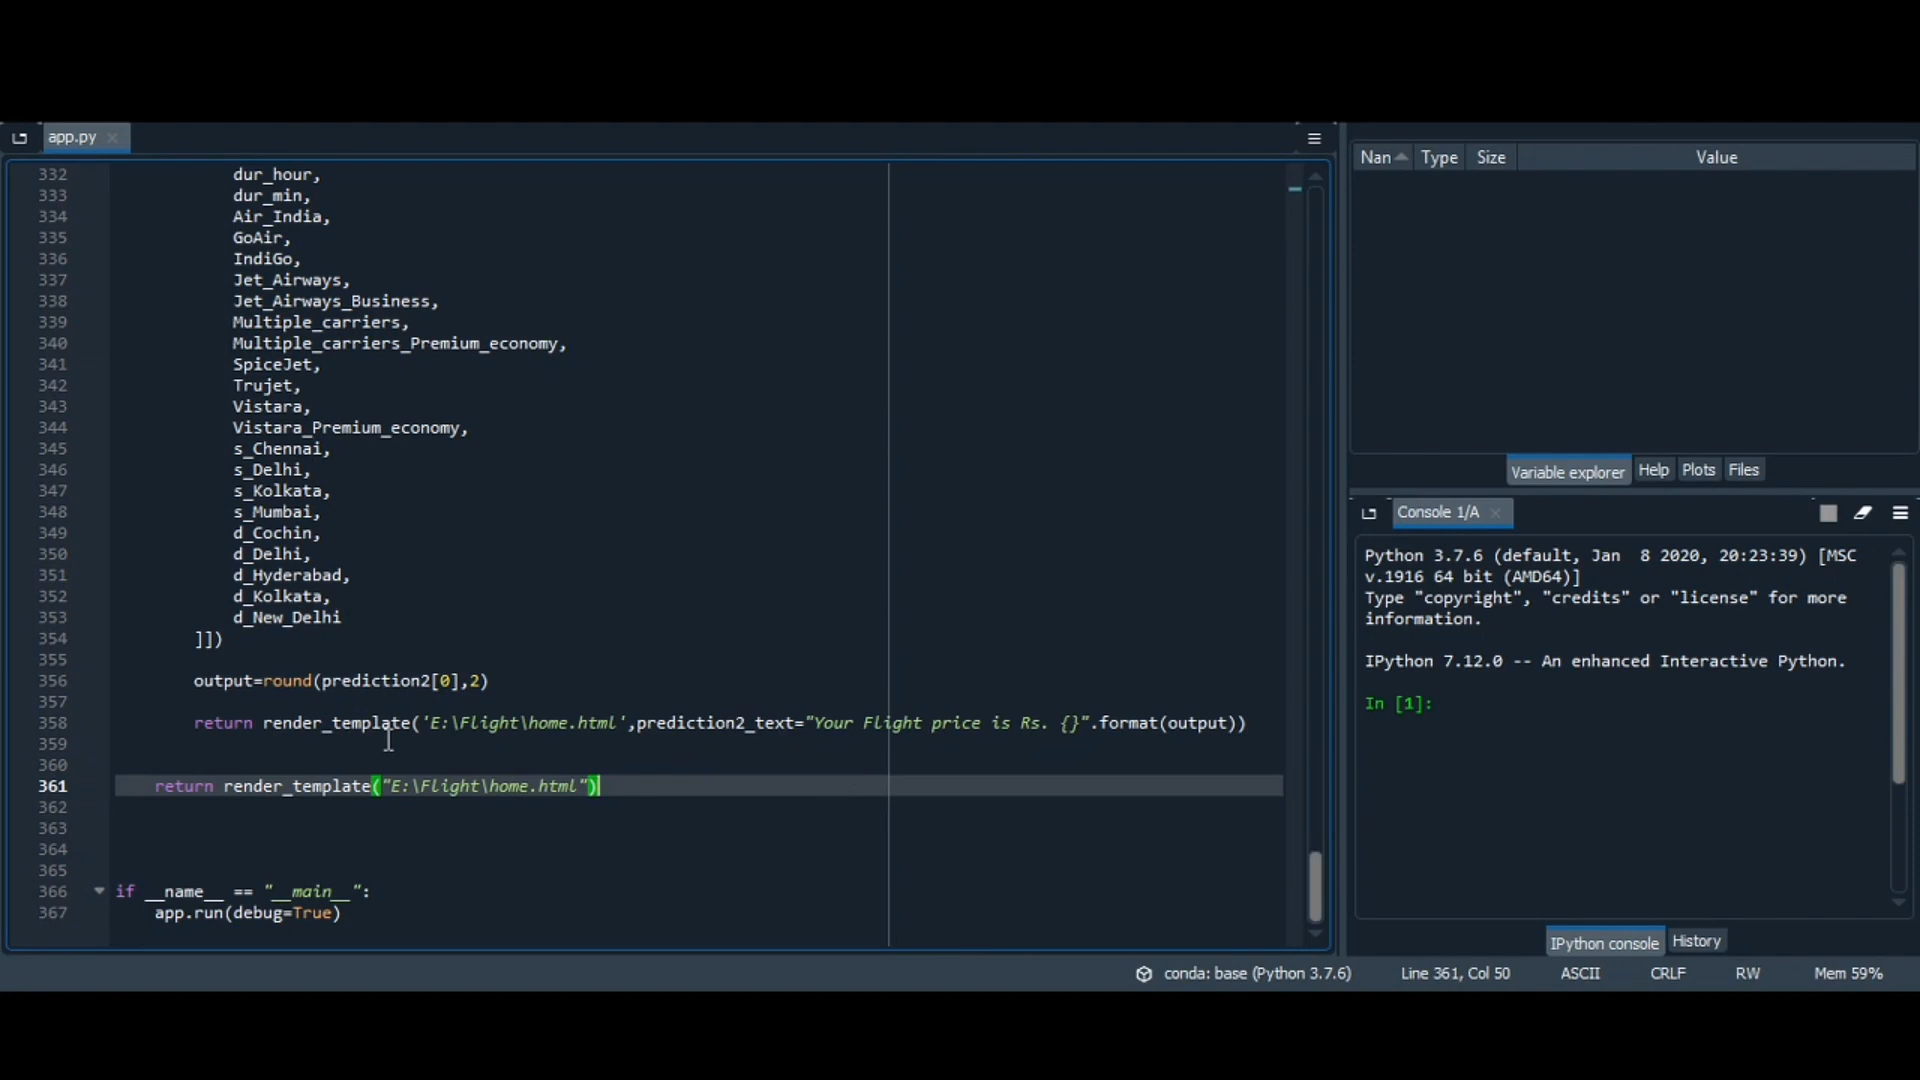 app.py
332 dur_hour,
333 dur_min,
334 Air_India,
335 GoAir,
336 IndiGo,
337 Jet_Airways,
338 Jet_Airways_Business,
339 Multiple_carriers,
340 Multiple_carriers_Premium_economy,
341 SpiceJet,
342 Trujet,
343 Vistara,
344 Vistara_Premium_economy,
345 s_Chennai,
346 s_Delhi,
347 s_Kolkata,
348 s_Mumbai,
349 d_Cochin,
350 d_Delhi,
351 d_Hyderabad,
352 d_Kolkata,
353 d_New_Delhi
354 ]])
355
356 output=round(prediction2[0],2)
357
358 return render_template('E:\Flight\home.html',prediction2_text="Your Flight price is Rs. {}".format(output))
359
360
361 return render_template("E:\Flight\home.html")
362
363
364
365
366 if __name__ == "__main__":
367 app.run(debug=True)
Nan Type Size Value
Variable explorer Help Plots Files
Console 1/A
Python 3.7.6 (default, Jan  8 2020, 20:23:39) [MSC
v.1916 64 bit (AMD64)]
Type "copyright", "credits" or "license" for more
information.
IPython 7.12.0 -- An enhanced Interactive Python.
In [1]:
IPython console History
conda: base (Python 3.7.6) Line 361, Col 50 ASCII CRLF RW Mem 59%